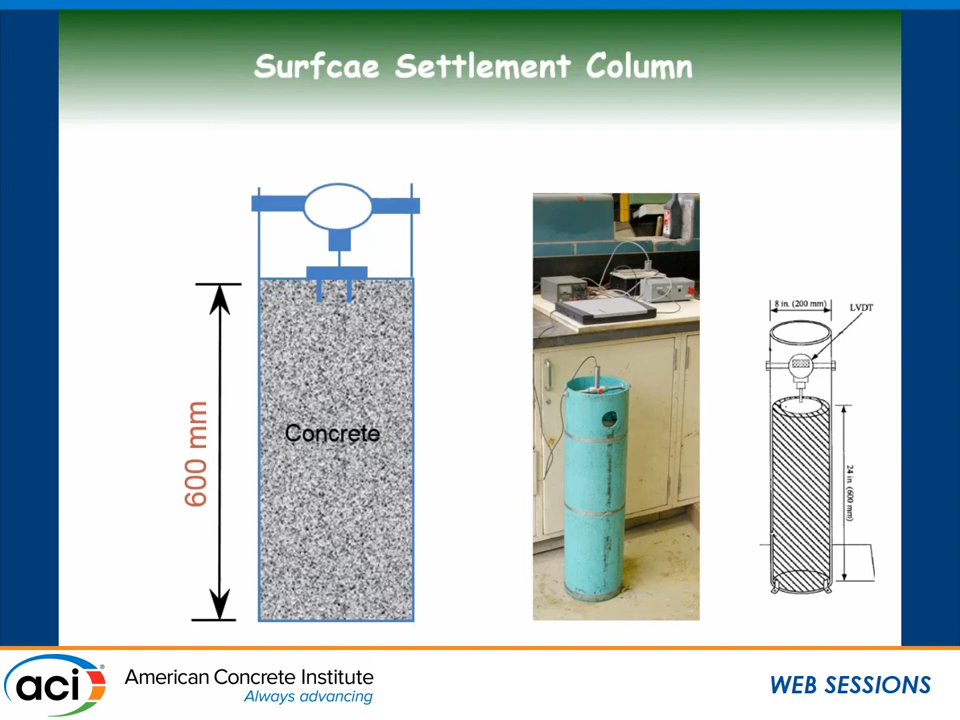 Surfcae Settlement Column
600 mm
Concrete
8 in. (200 mm)
LVDT
24 in. (600 mm)
aci
®
American Concrete Institute
Always advancing
WEB SESSIONS